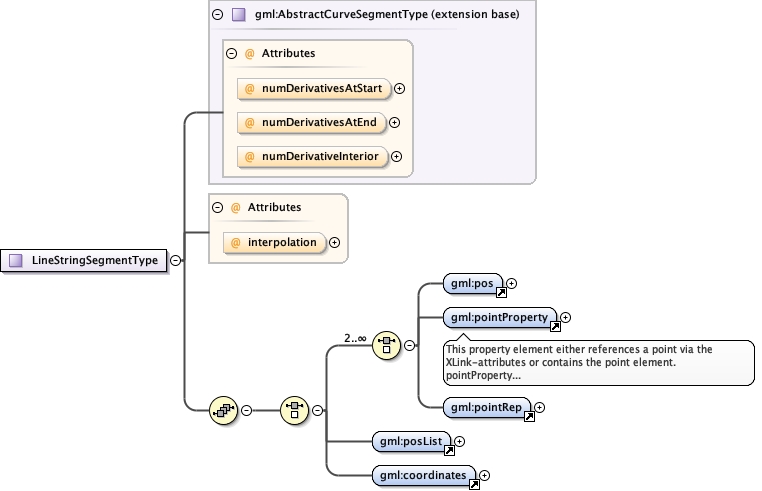 gml:AbstractCurveSegmentType (extension base)
@ Attributes
@ numDerivativesAtStart
@ numDerivativesAtEnd
@ numDerivativeInterior
@ Attributes
@ interpolation
LineStringSegmentType
gml:pos
2..∞
gml:pointProperty
This property element either references a point via the
XLink-attributes or contains the point element.
pointProperty...
gml:pointRep
gml:posList
gml:coordinates